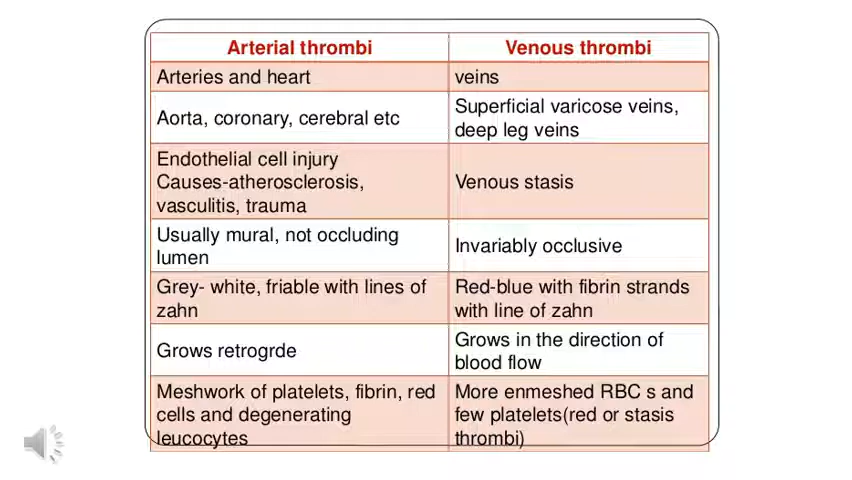 Arterial thrombi
Venous thrombi
Arteries and heart
veins
Aorta, coronary, cerebral etc
Superficial varicose veins,
deep leg veins
Endothelial cell injury
Causes-atherosclerosis,
vasculitis, trauma
Venous stasis
Usually mural, not occluding
lumen
Invariably occlusive
Grey- white, friable with lines of
zahn
Red-blue with fibrin strands
with line of zahn
Grows retrogrde
Grows in the direction of
blood flow
Meshwork of platelets, fibrin, red
cells and degenerating
leucocytes
More enmeshed RBC s and
few platelets(red or stasis
thrombi)